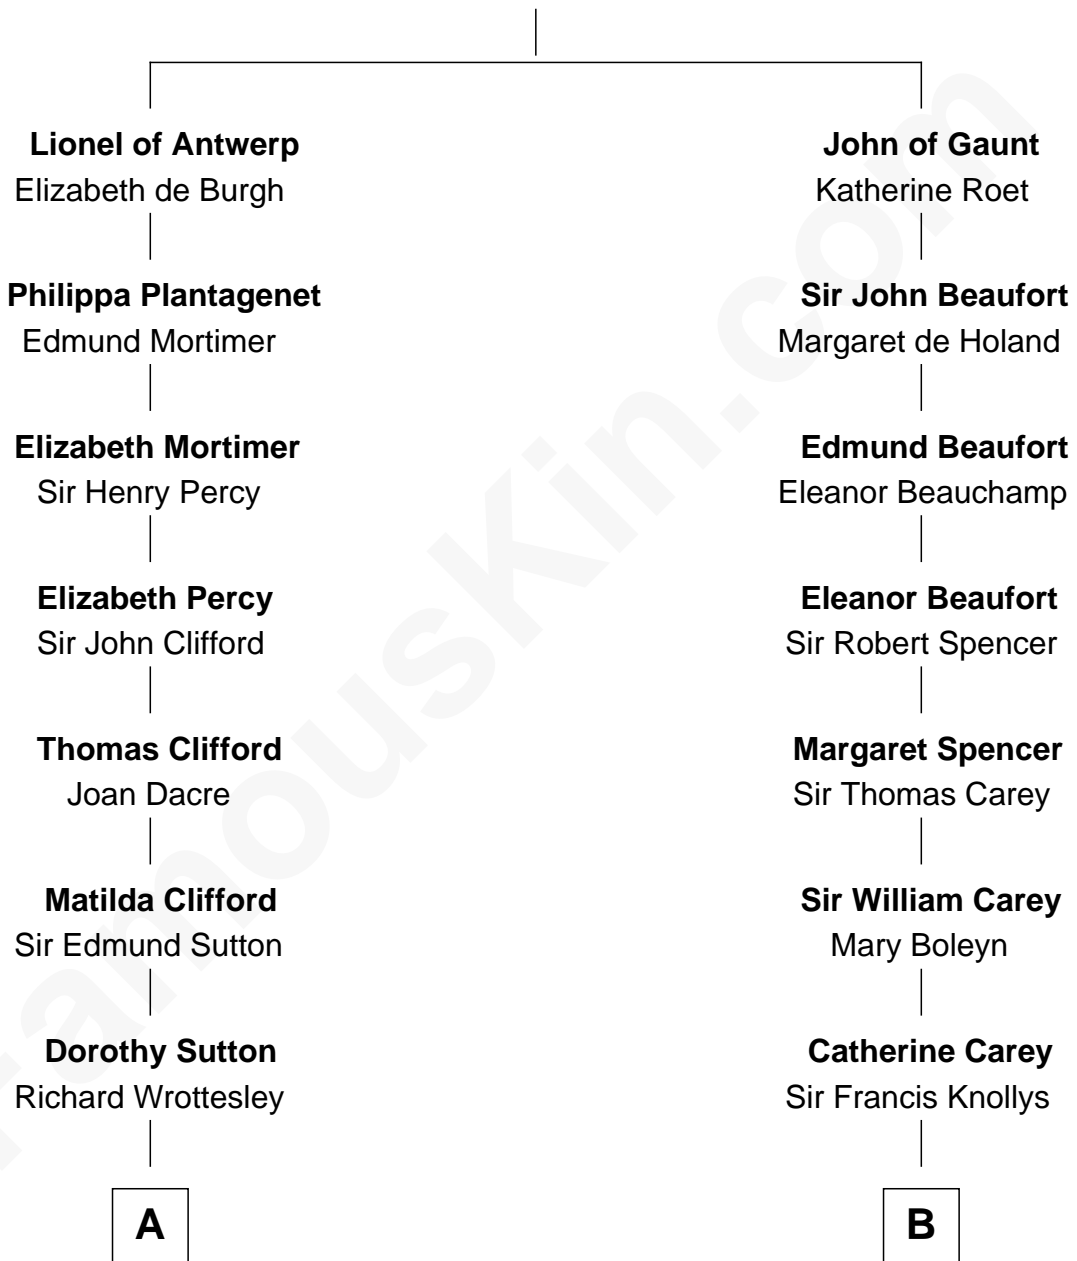 Lionel of Antwerp
Elizabeth de Burgh
Philippa Plantagenet
Edmund Mortimer
Elizabeth Mortimer
Sir Henry Percy
Elizabeth Percy
Sir John Clifford
Thomas Clifford
Joan Dacre
Matilda Clifford
Sir Edmund Sutton
Dorothy Sutton
Richard Wrottesley
A
John of Gaunt
Katherine Roet
Sir John Beaufort
Margaret de Holand
Edmund Beaufort
Eleanor Beauchamp
Eleanor Beaufort
Sir Robert Spencer
Margaret Spencer
Sir Thomas Carey
Sir William Carey
Mary Boleyn
Catherine Carey
Sir Francis Knollys
B
FamousKin.com